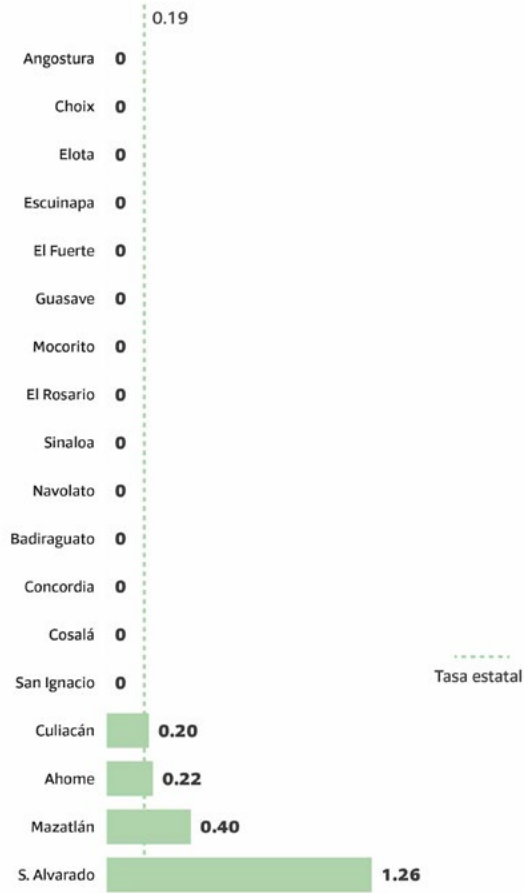 0.19
Angostura 0
Choix 0
Elota 0
Escuinapa 0
El Fuerte 0
Guasave 0
Mocorito 0
El Rosario 0
Sinaloa 0
Navolato 0
Badiraguato 0
Concordia 0
Cosalá 0
San Ignacio 0
Tasa estatal
Culiacán 0.20
Ahome 0.22
Mazatlán 0.40
S. Alvarado 1.26